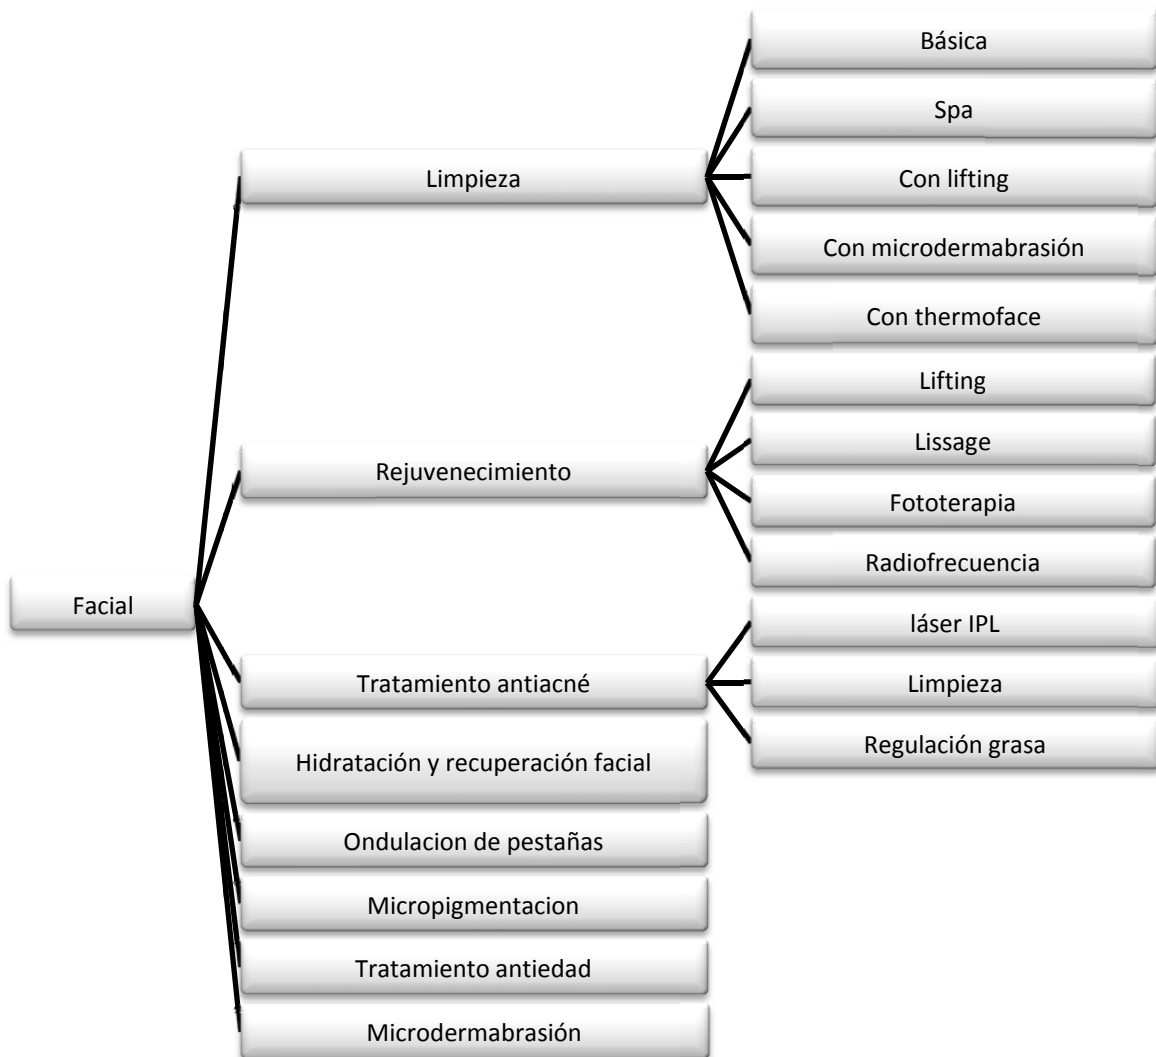 Facial
Limpieza
Básica
Spa
Con lifting
Con microdermabrasión
Con thermoface
Rejuvenecimiento
Lifting
Lissage
Fototerapia
Radiofrecuencia
Tratamiento antiacné
láser IPL
Limpieza
Regulación grasa
Hidratación y recuperación facial
Ondulacion de pestañas
Micropigmentacion
Tratamiento antiedad
Microdermabrasión